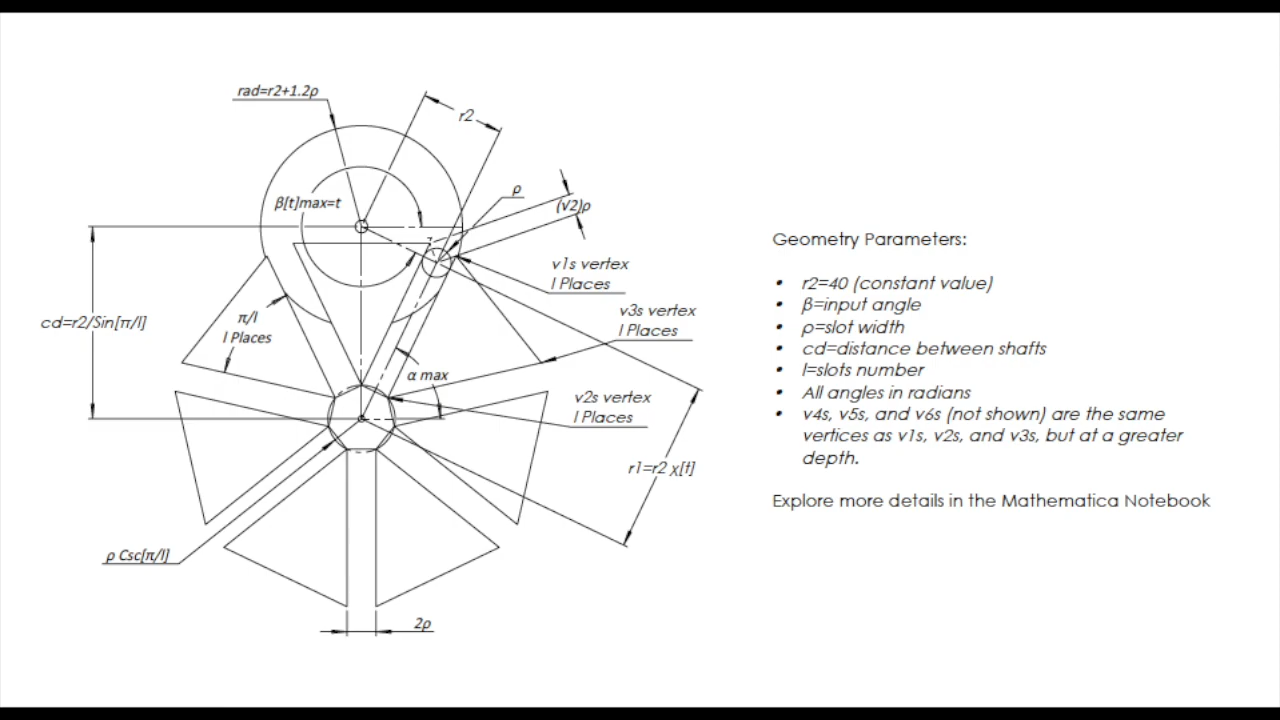 rad=r2+1.2ρ
r2
ρ
β[t]max=t
(√2)ρ
v1s vertex
l Places
v3s vertex
l Places
cd=r2/Sin[π/l]
π/l
l Places
α max
v2s vertex
l Places
r1=r2 χ[t]
ρ Csc[π/l]
2ρ
Geometry Parameters:
• r2=40 (constant value)
• β=input angle
• ρ=slot width
• cd=distance between shafts
• l=slots number
• All angles in radians
• v4s, v5s, and v6s (not shown) are the same
vertices as v1s, v2s, and v3s, but at a greater
depth.
Explore more details in the Mathematica Notebook